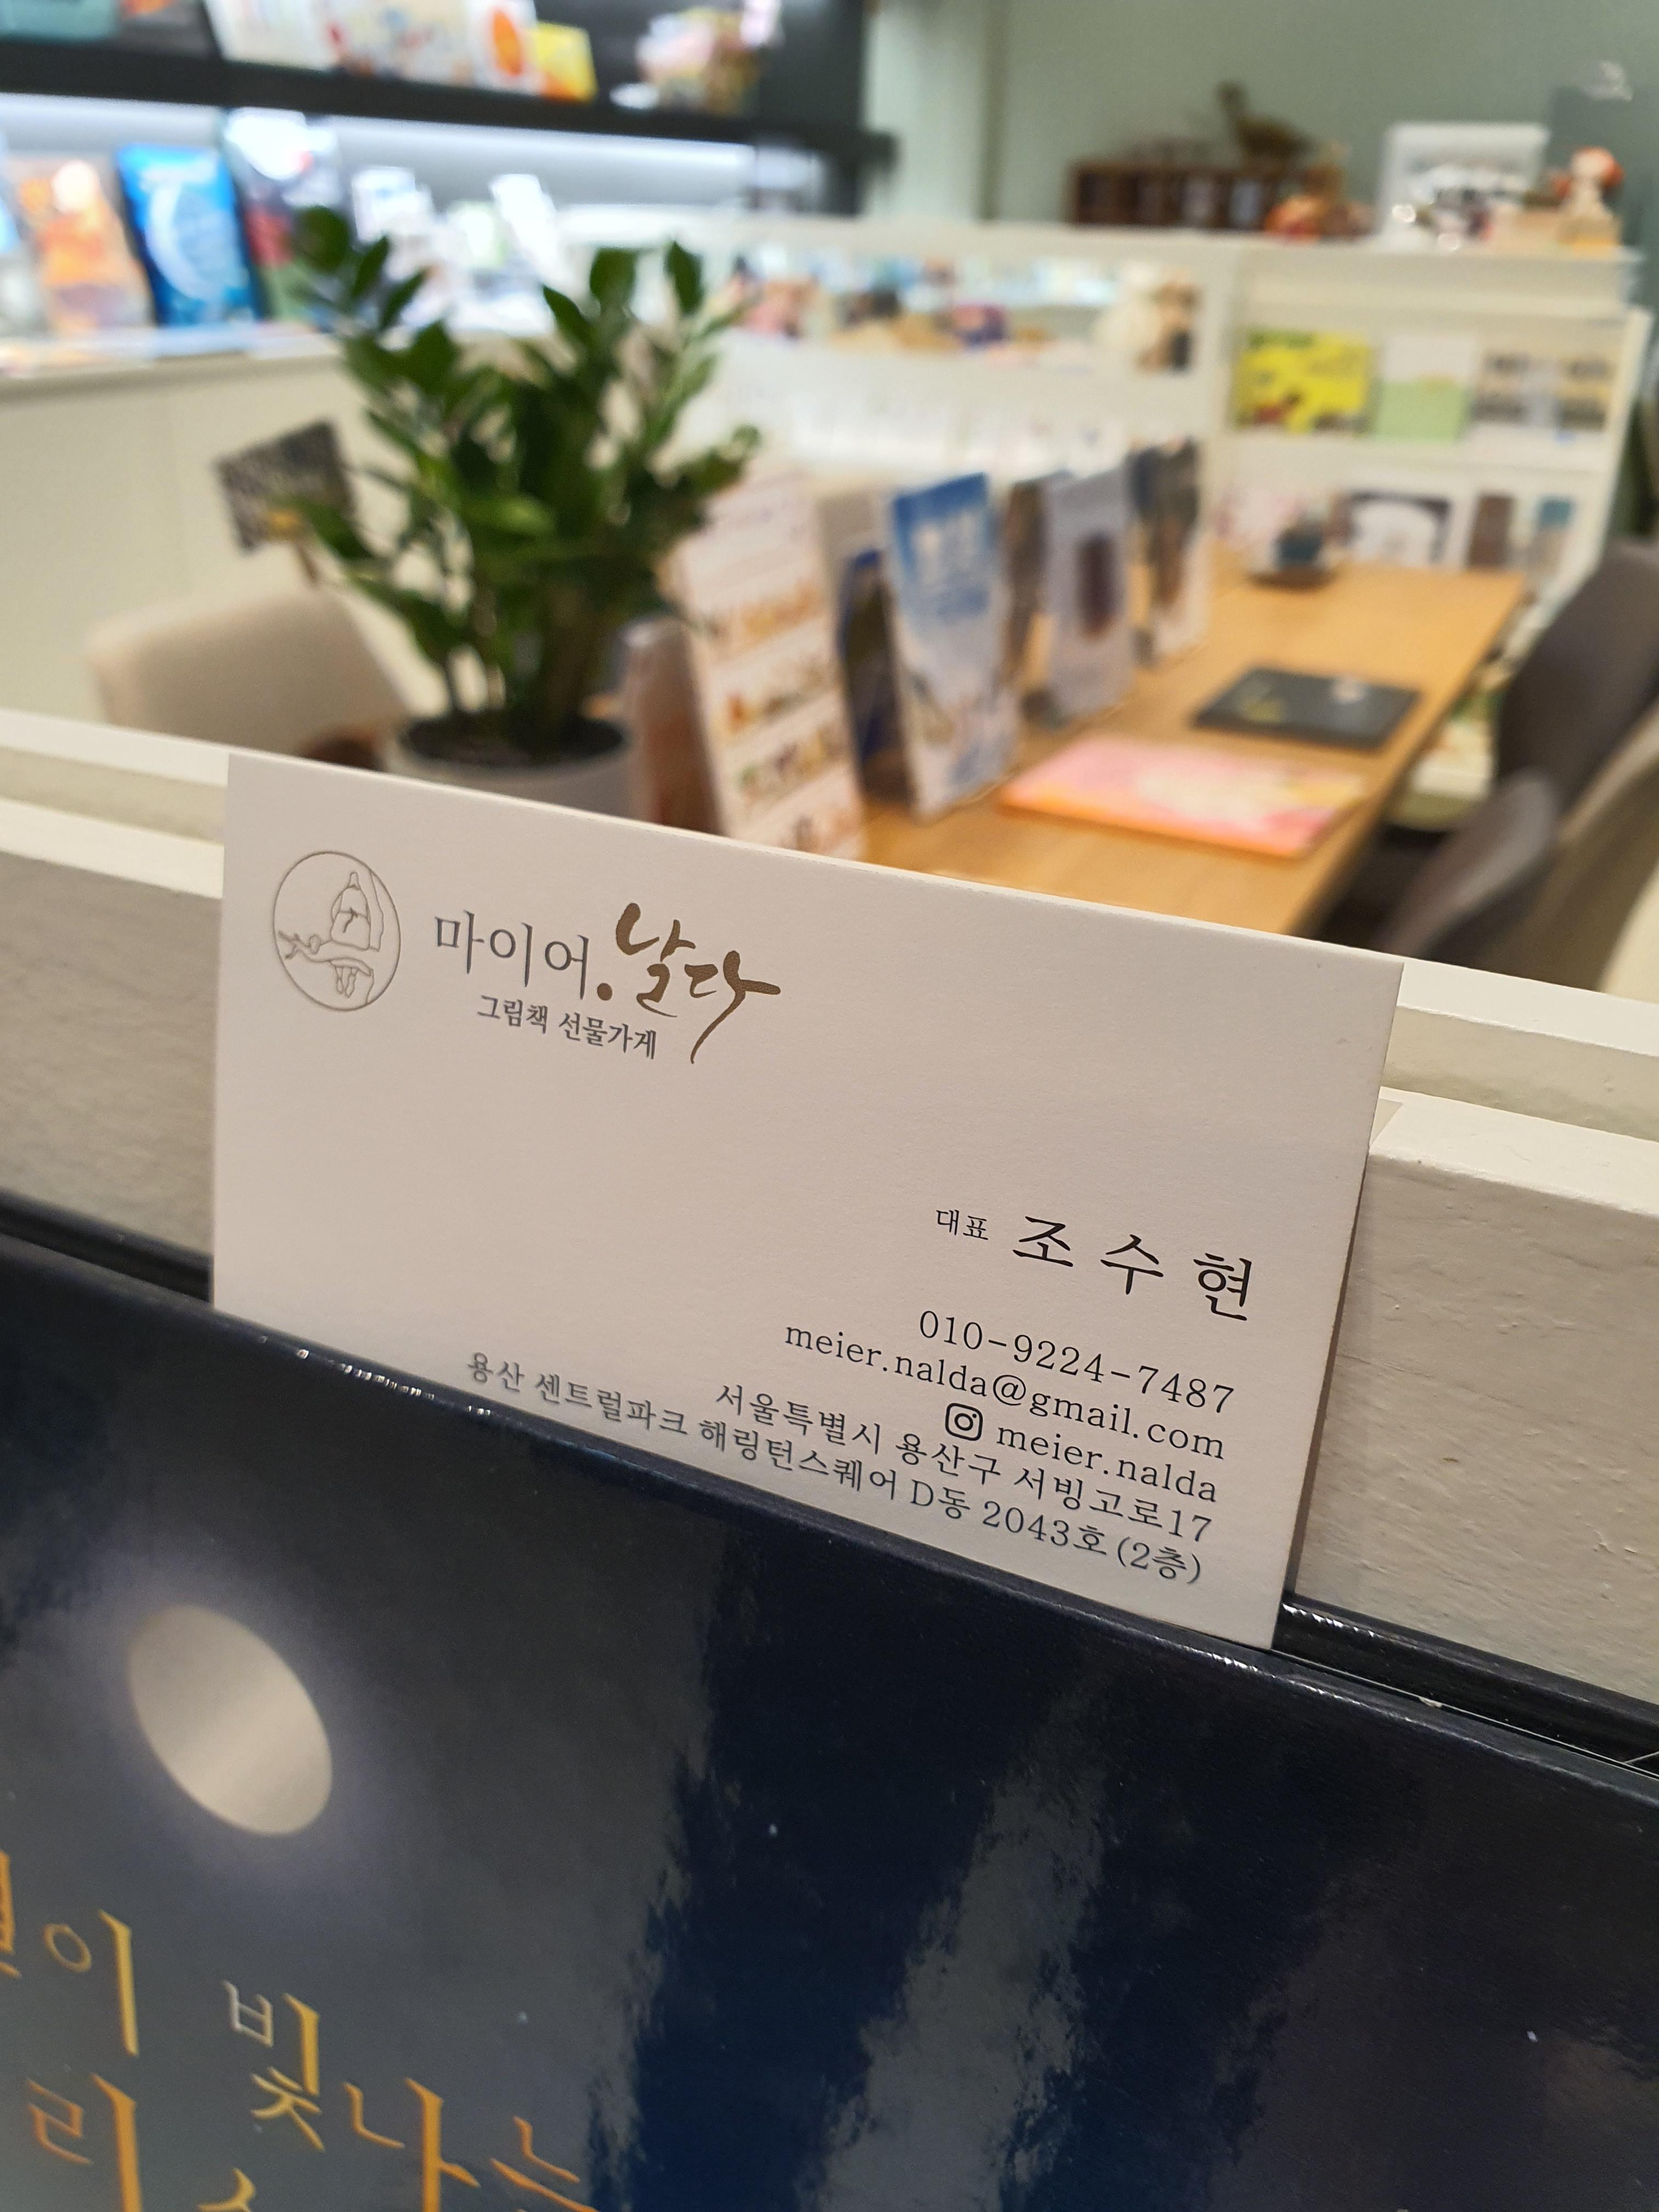 마이어.날다
그림책 선물가게
대표 조수현
010-9224-7487
meier.nalda@gmail.com
meier.nalda
서울특별시 용산구 서빙고로17
용산 센트럴파크 해링턴스퀘어 D동 2043호 (2층)
이 빛나는
리